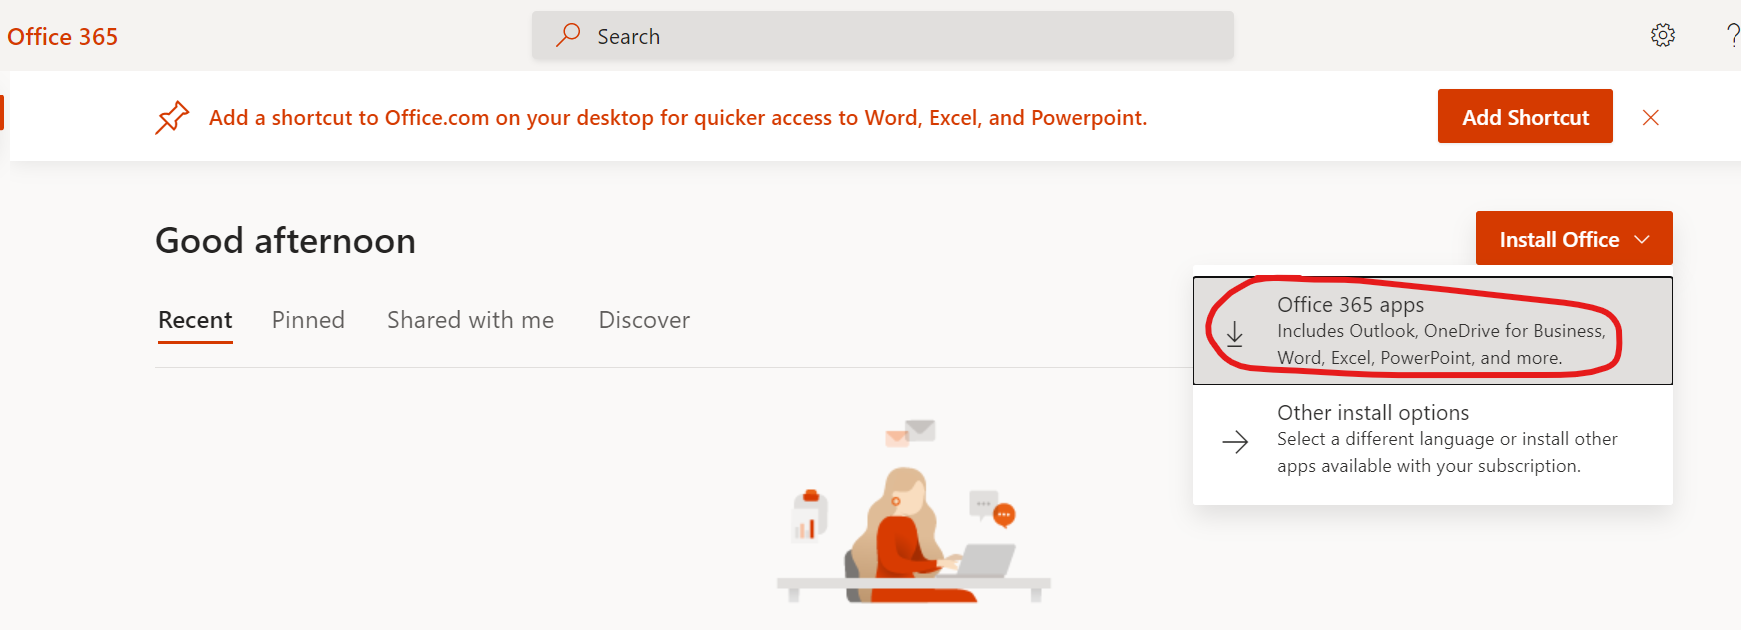 Office 365
Search
?
Add a shortcut to Office.com on your desktop for quicker access to Word, Excel, and Powerpoint.
Add Shortcut
Good afternoon
Install Office
Recent
Pinned
Shared with me
Discover
Office 365 apps
Includes Outlook, OneDrive for Business,
Word, Excel, PowerPoint, and more.
Other install options
Select a different language or install other
apps available with your subscription.